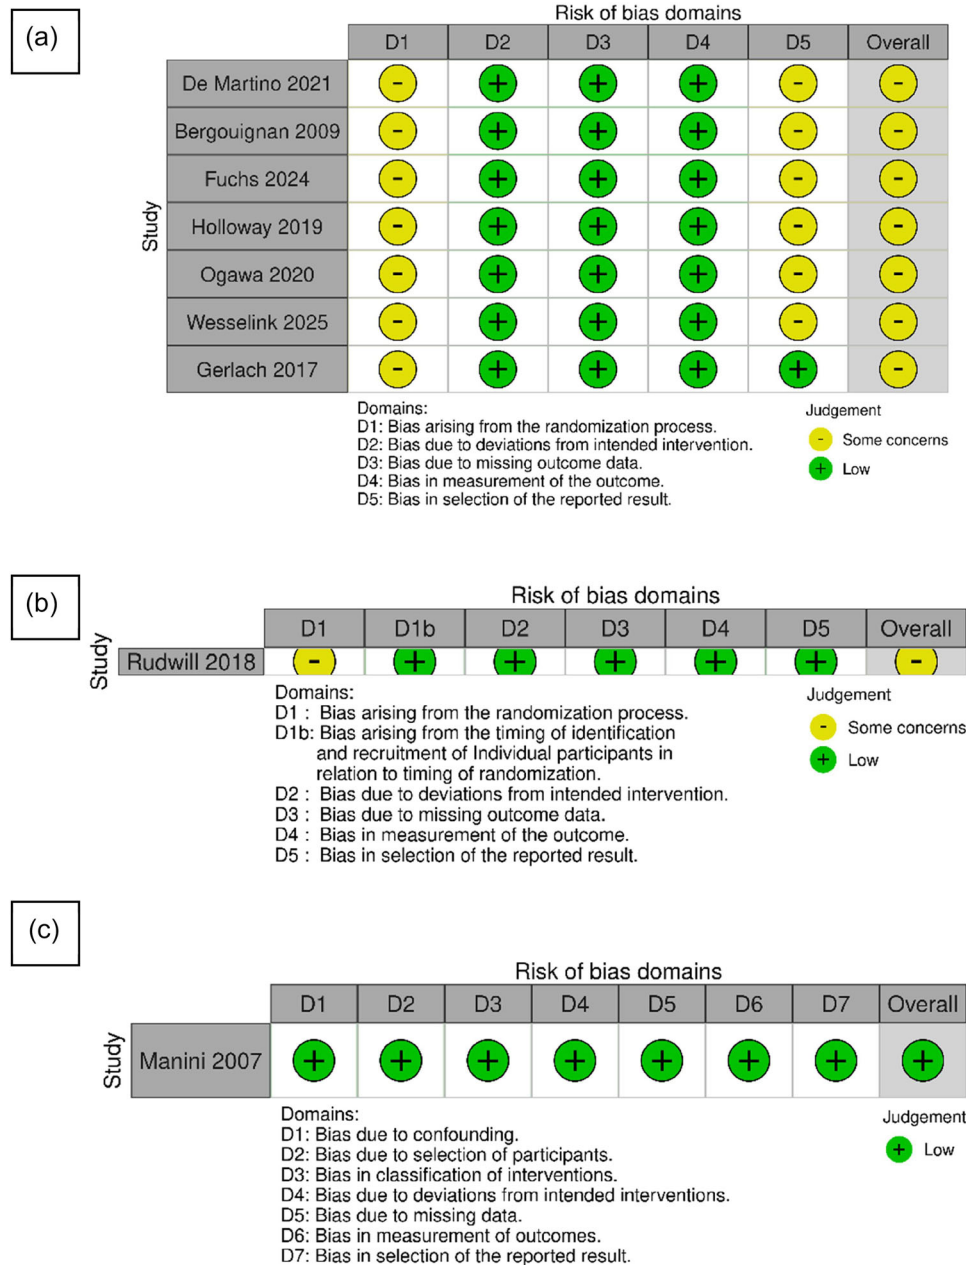 (a)
Risk of bias domains
D1 D2 D3 D4 D5 Overall
Study
De Martino 2021 - + + + - -
Bergouignan 2009 - + + + - -
Fuchs 2024 - + + + - -
Holloway 2019 - + + + - -
Ogawa 2020 - + + + - -
Wesselink 2025 - + + + - -
Gerlach 2017 - + + + + -
Domains:
D1: Bias arising from the randomization process.
D2: Bias due to deviations from intended intervention.
D3: Bias due to missing outcome data.
D4: Bias in measurement of the outcome.
D5: Bias in selection of the reported result.
Judgement
- Some concerns
+ Low
(b)
Risk of bias domains
D1 D1b D2 D3 D4 D5 Overall
Study
Rudwill 2018 - + + + + + -
Domains:
D1 : Bias arising from the randomization process.
D1b: Bias arising from the timing of identification
and recruitment of Individual participants in
relation to timing of randomization.
D2 : Bias due to deviations from intended intervention.
D3 : Bias due to missing outcome data.
D4 : Bias in measurement of the outcome.
D5 : Bias in selection of the reported result.
Judgement
- Some concerns
+ Low
(c)
Risk of bias domains
D1 D2 D3 D4 D5 D6 D7 Overall
Study
Manini 2007 + + + + + + + +
Domains:
D1: Bias due to confounding.
D2: Bias due to selection of participants.
D3: Bias in classification of interventions.
D4: Bias due to deviations from intended interventions.
D5: Bias due to missing data.
D6: Bias in measurement of outcomes.
D7: Bias in selection of the reported result.
Judgement
+ Low